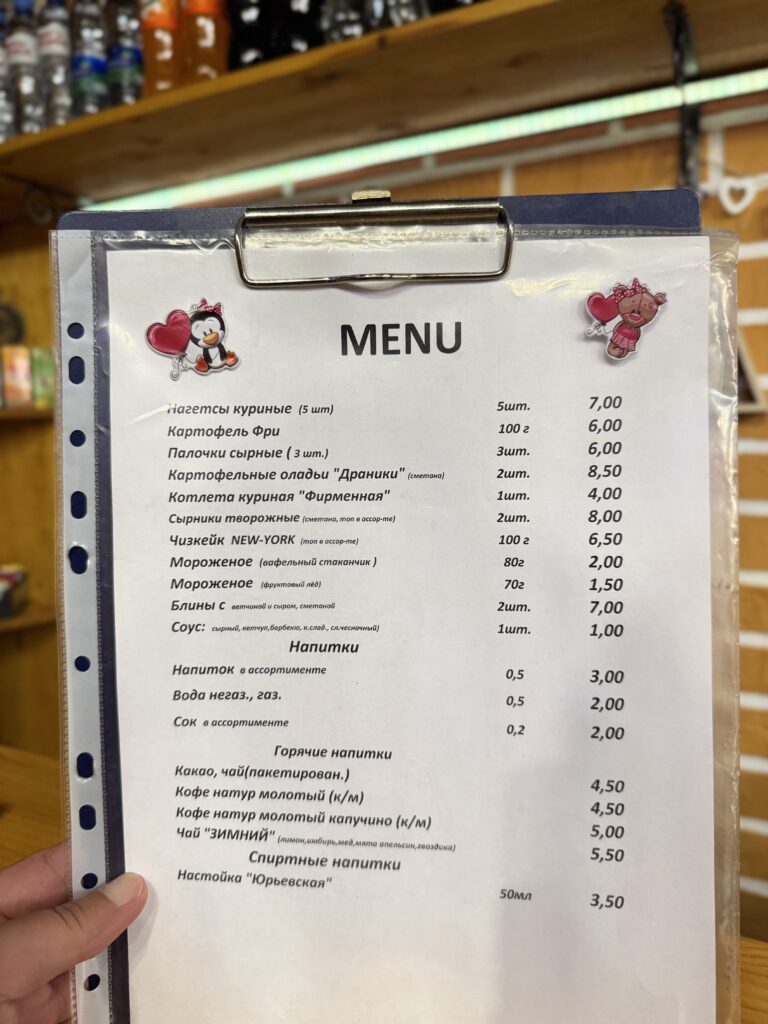 MENU
Нагетсы куриные (5 шт) 5шт. 7,00
Картофель Фри 100 г 6,00
Палочки сырные ( 3 шт.) 3шт. 6,00
Картофельные оладьи "Драники" (сметана) 2шт. 8,50
Котлета куриная "Фирменная" 1шт. 4,00
Сырники творожные (сметана, топ в ассор-те) 2шт. 8,00
Чизкейк NEW-YORK (топ в ассор-те) 100 г 6,50
Мороженое (вафельный стаканчик ) 80г 2,00
Мороженое (фруктовый лёд) 70г 1,50
Блины с ветчиной и сыром, сметаной 2шт. 7,00
Соус: сырный, кетчуп,барбекю, к.слад., сл.чесночный) 1шт. 1,00
Напитки
Напиток в ассортименте 0,5 3,00
Вода негаз., газ. 0,5 2,00
Сок в ассортименте 0,2 2,00
Горячие напитки
Какао, чай(пакетирован.) 4,50
Кофе натур молотый (к/м) 4,50
Кофе натур молотый капучино (к/м) 5,00
Чай "ЗИМНИЙ" (лимон,имбирь,мед,мята апельсин,гвоздика) 5,50
Спиртные напитки
Настойка "Юрьевская" 50мл 3,50